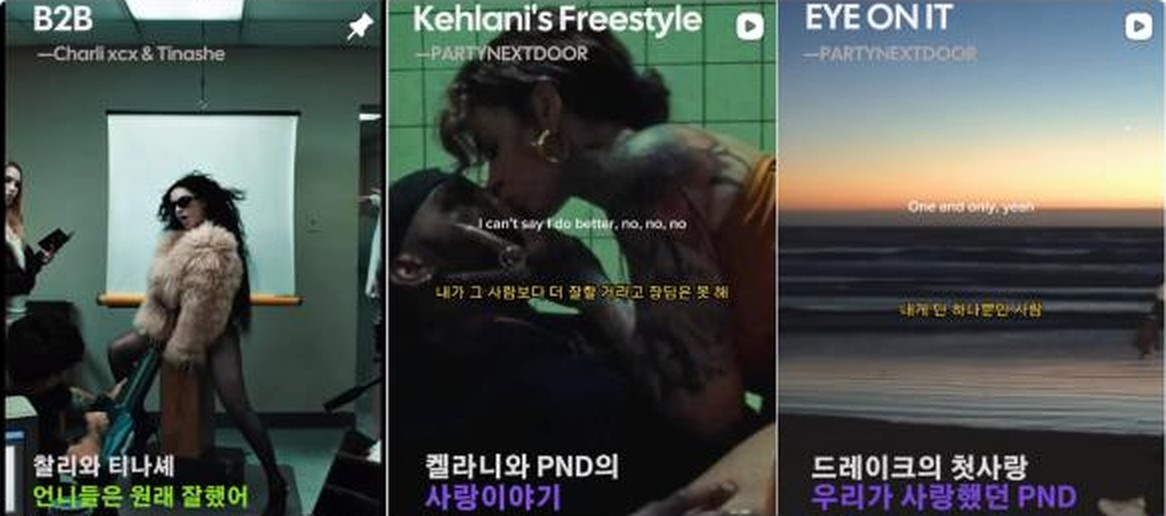 B2B
—Charli xcx & Tinashe
찰리와 티나셰
언니들은 원래 잘했어
Kehlani's Freestyle
—PARTYNEXTDOOR
I can't say I do better, no, no, no
내가 그 사람보다 더 잘할 거라고 장담은 못 해
켈라니와 PND의
사랑이야기
EYE ON IT
—PARTYNEXTDOOR
One and only, yeah
내게 단 하나뿐인 사람
드레이크의 첫사랑
우리가 사랑했던 PND